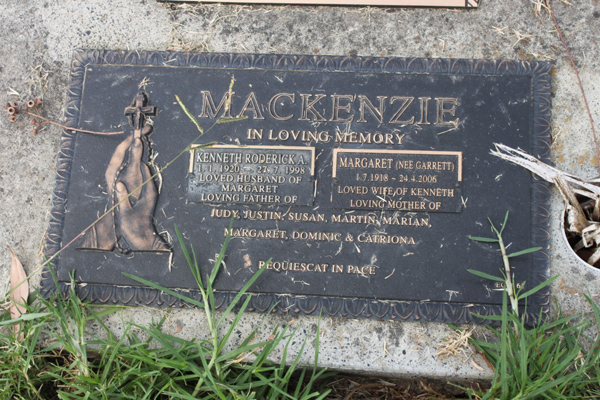 MACKENZIE
IN LOVING MEMORY
KENNETH RODERICK A.
1.1.1920 ~ 27.7.1998
LOVED HUSBAND OF
MARGARET
LOVING FATHER OF
MARGARET (NEE GARRETT)
1.7.1918 ~ 24.4.2006
LOVED WIFE OF KENNETH
LOVING MOTHER OF
JUDY, JUSTIN, SUSAN, MARTIN, MARIAN,
MARGARET, DOMINIC & CATRIONA
REQUIESCAT IN PACE